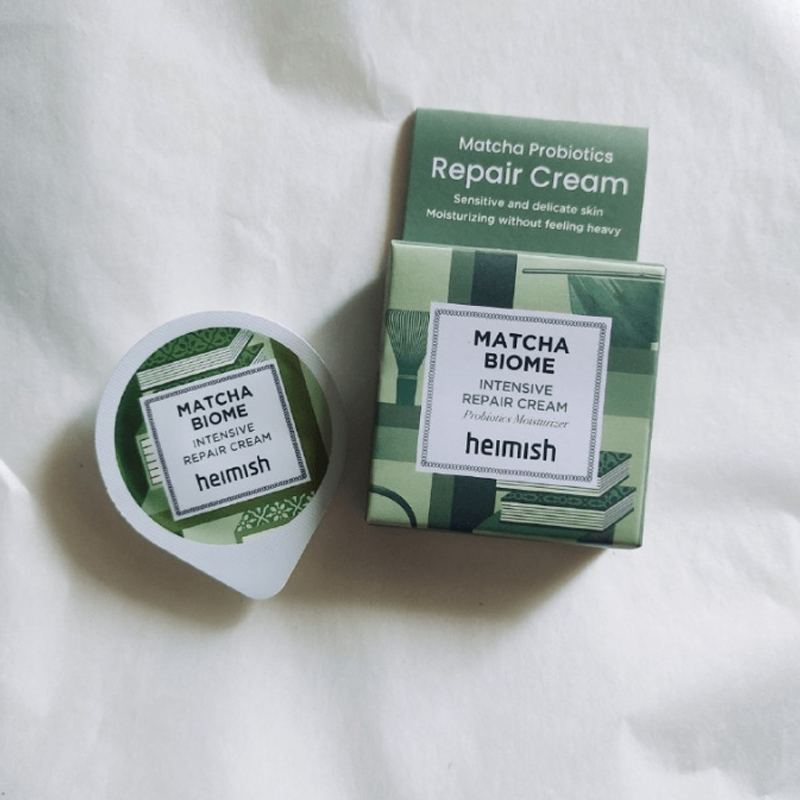 Matcha Probiotics
Repair Cream
Sensitive and delicate skin
Moisturizing without feeling heavy
MATCHA
BIOME
INTENSIVE
REPAIR CREAM
Probiotics Moisturizer
heimish
MATCHA
BIOME
INTENSIVE
REPAIR CREAM
heimish